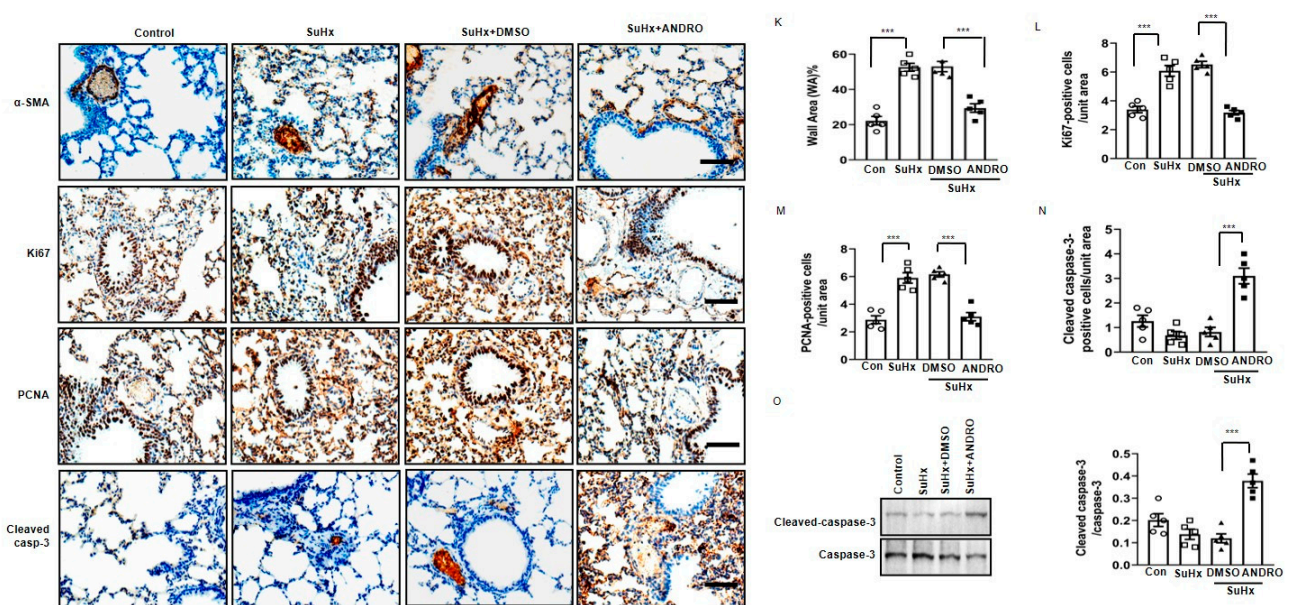 Control SuHx SuHx+DMSO SuHx+ANDRO
α-SMA
Ki67
PCNA
Cleaved
casp-3
K
Wall Area (WA)%
60
40
20
0
***
***
Con SuHx DMSO ANDRO
SuHx
L
Ki67-positive cells
/unit area
8
6
4
2
0
***
***
Con SuHx DMSO ANDRO
SuHx
M
PCNA-positive cells
/unit area
8
6
4
2
***
***
Con SuHx DMSO ANDRO
SuHx
N
Cleaved caspase-3-
positive cells/unit area
5
4
3
2
1
0
***
Con SuHx DMSO ANDRO
SuHx
O
Control
SuHx
SuHx+DMSO
SuHx+ANDRO
Cleaved-caspase-3
Caspase-3
Cleaved caspase-3
/caspase-3
0.5
0.4
0.3
0.2
0.1
0.0
***
Con SuHx DMSO ANDRO
SuHx